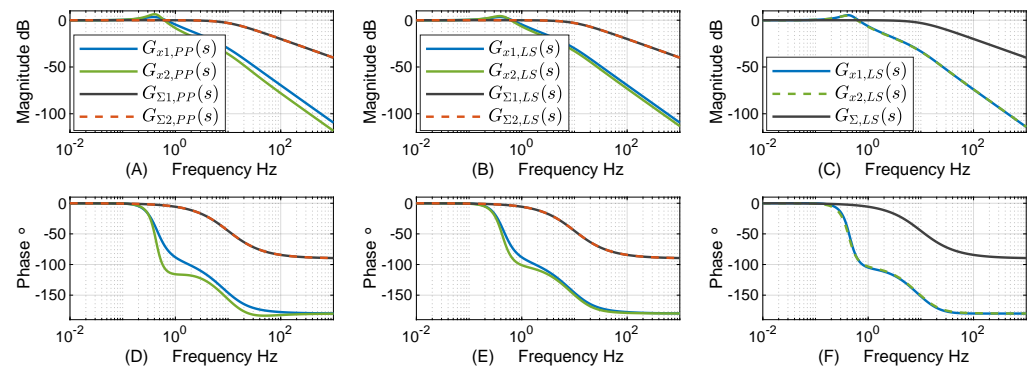 0
-50
-100
Magnitude dB
G_{x1,PP}(s)
G_{x2,PP}(s)
G_{Σ1,PP}(s)
G_{Σ2,PP}(s)
10^{-2} 10^{0} 10^{2}
(A) Frequency Hz
0
-50
-100
Magnitude dB
G_{x1,LS}(s)
G_{x2,LS}(s)
G_{Σ1,LS}(s)
G_{Σ2,LS}(s)
10^{-2} 10^{0} 10^{2}
(B) Frequency Hz
0
-50
-100
Magnitude dB
G_{x1,LS}(s)
G_{x2,LS}(s)
G_{Σ,LS}(s)
10^{-2} 10^{0} 10^{2}
(C) Frequency Hz
0
-50
-100
-150
Phase °
10^{-2} 10^{0} 10^{2}
(D) Frequency Hz
0
-50
-100
-150
Phase °
10^{-2} 10^{0} 10^{2}
(E) Frequency Hz
0
-50
-100
-150
Phase °
10^{-2} 10^{0} 10^{2}
(F) Frequency Hz